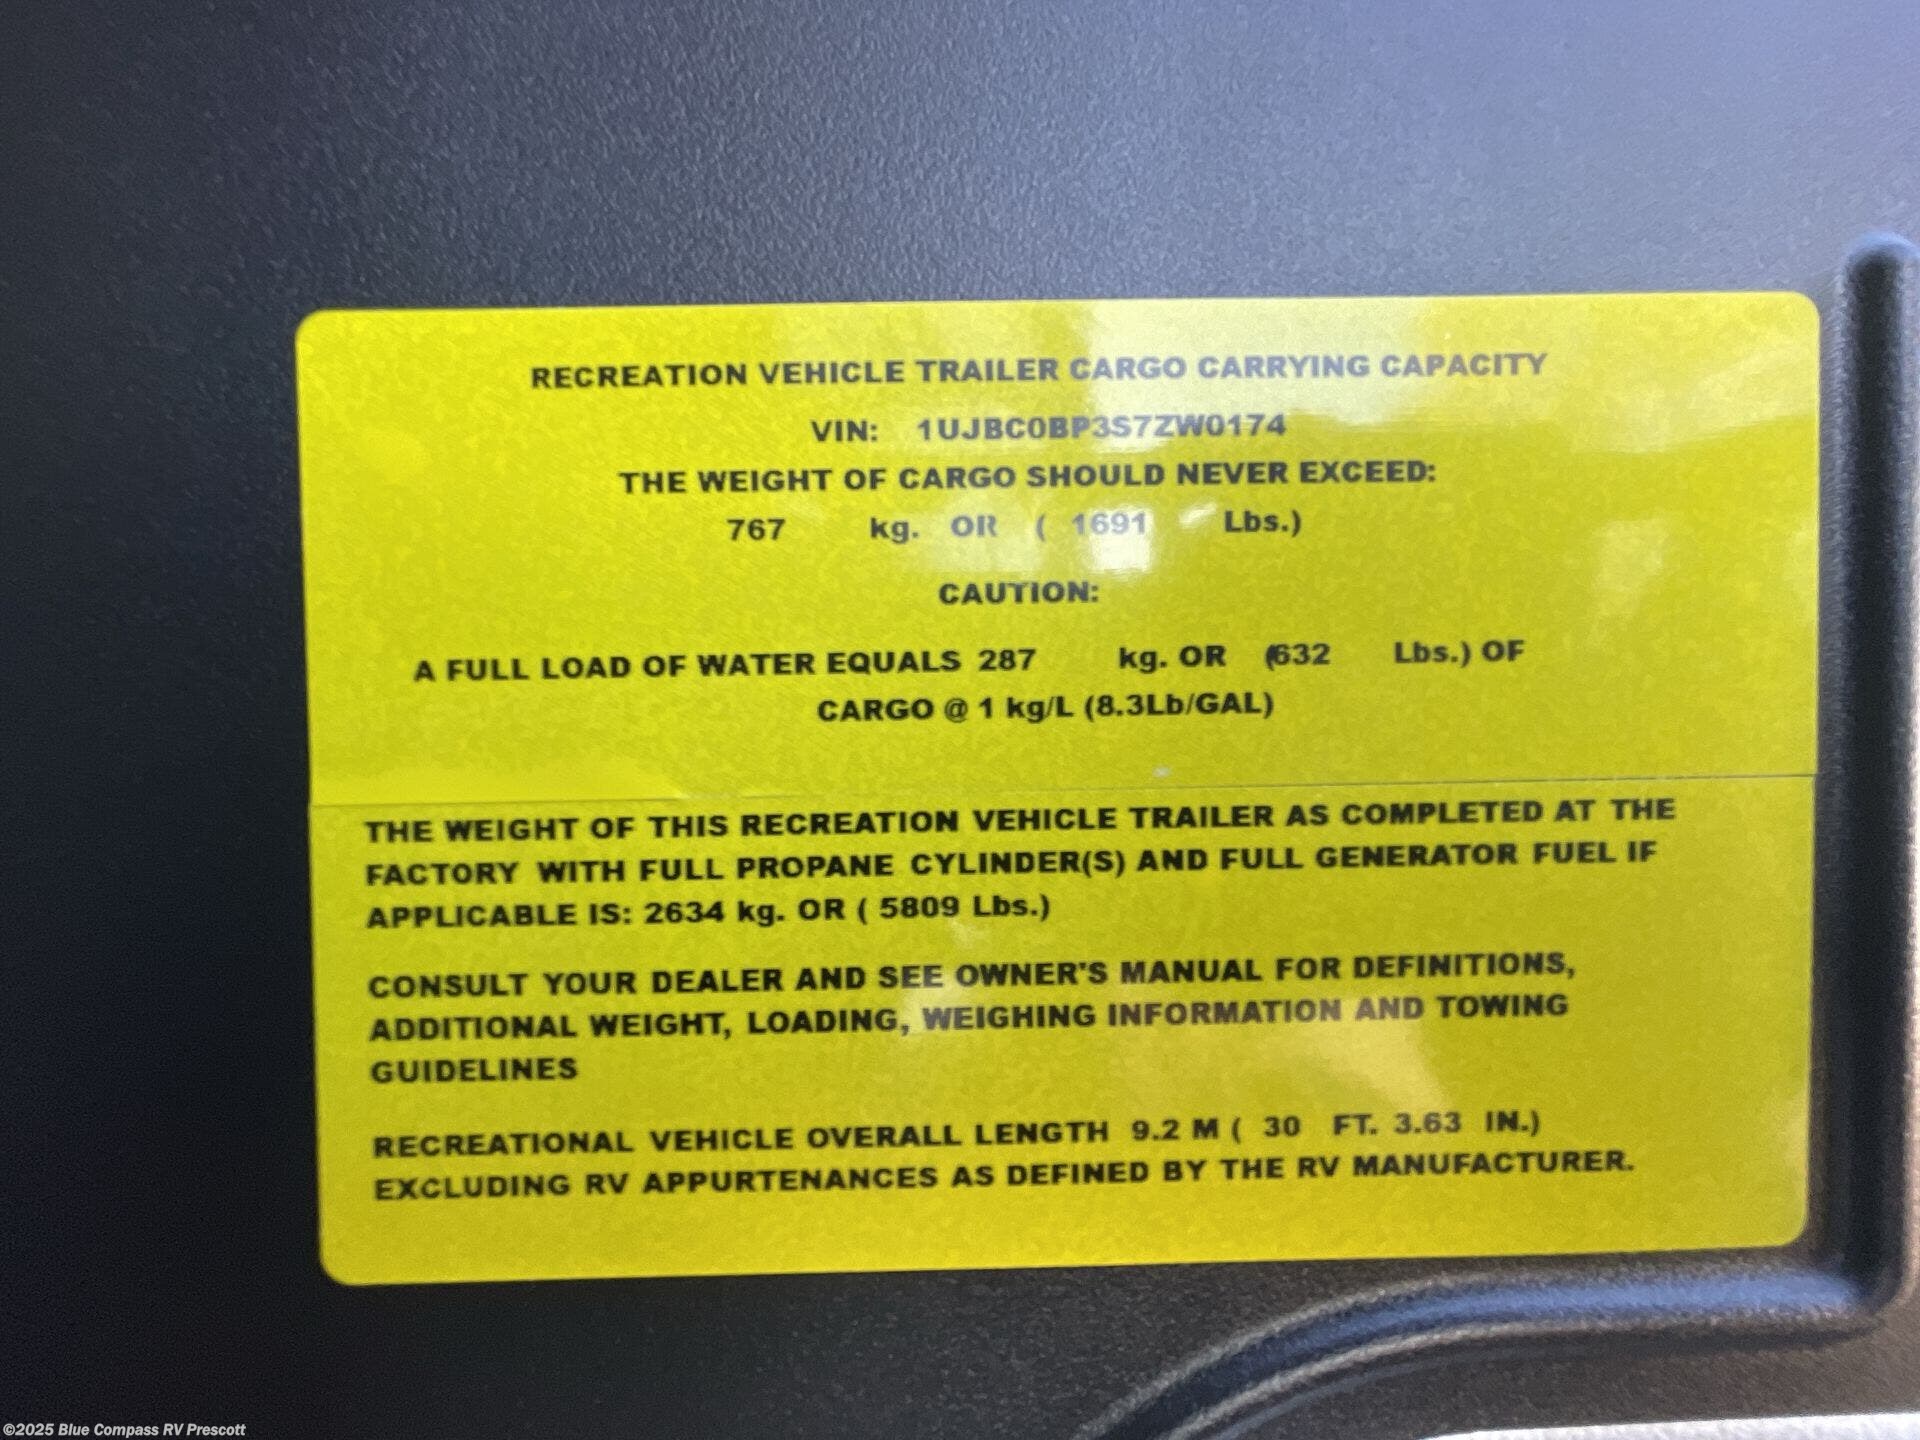 RECREATION VEHICLE TRAILER CARGO CARRYING CAPACITY
VIN: 1UJBC0BP3S7ZW0174
THE WEIGHT OF CARGO SHOULD NEVER EXCEED:
767 kg. OR ( 1691 Lbs.)
CAUTION:
A FULL LOAD OF WATER EQUALS 287 kg. OR (632 Lbs.) OF
CARGO @ 1 kg/L (8.3Lb/GAL)
THE WEIGHT OF THIS RECREATION VEHICLE TRAILER AS COMPLETED AT THE
FACTORY WITH FULL PROPANE CYLINDER(S) AND FULL GENERATOR FUEL IF
APPLICABLE IS: 2634 kg. OR ( 5809 Lbs.)
CONSULT YOUR DEALER AND SEE OWNER'S MANUAL FOR DEFINITIONS,
ADDITIONAL WEIGHT, LOADING, WEIGHING INFORMATION AND TOWING
GUIDELINES
RECREATIONAL VEHICLE OVERALL LENGTH 9.2 M ( 30 FT. 3.63 IN.)
EXCLUDING RV APPURTENANCES AS DEFINED BY THE RV MANUFACTURER.
©2025 Blue Compass RV Prescott